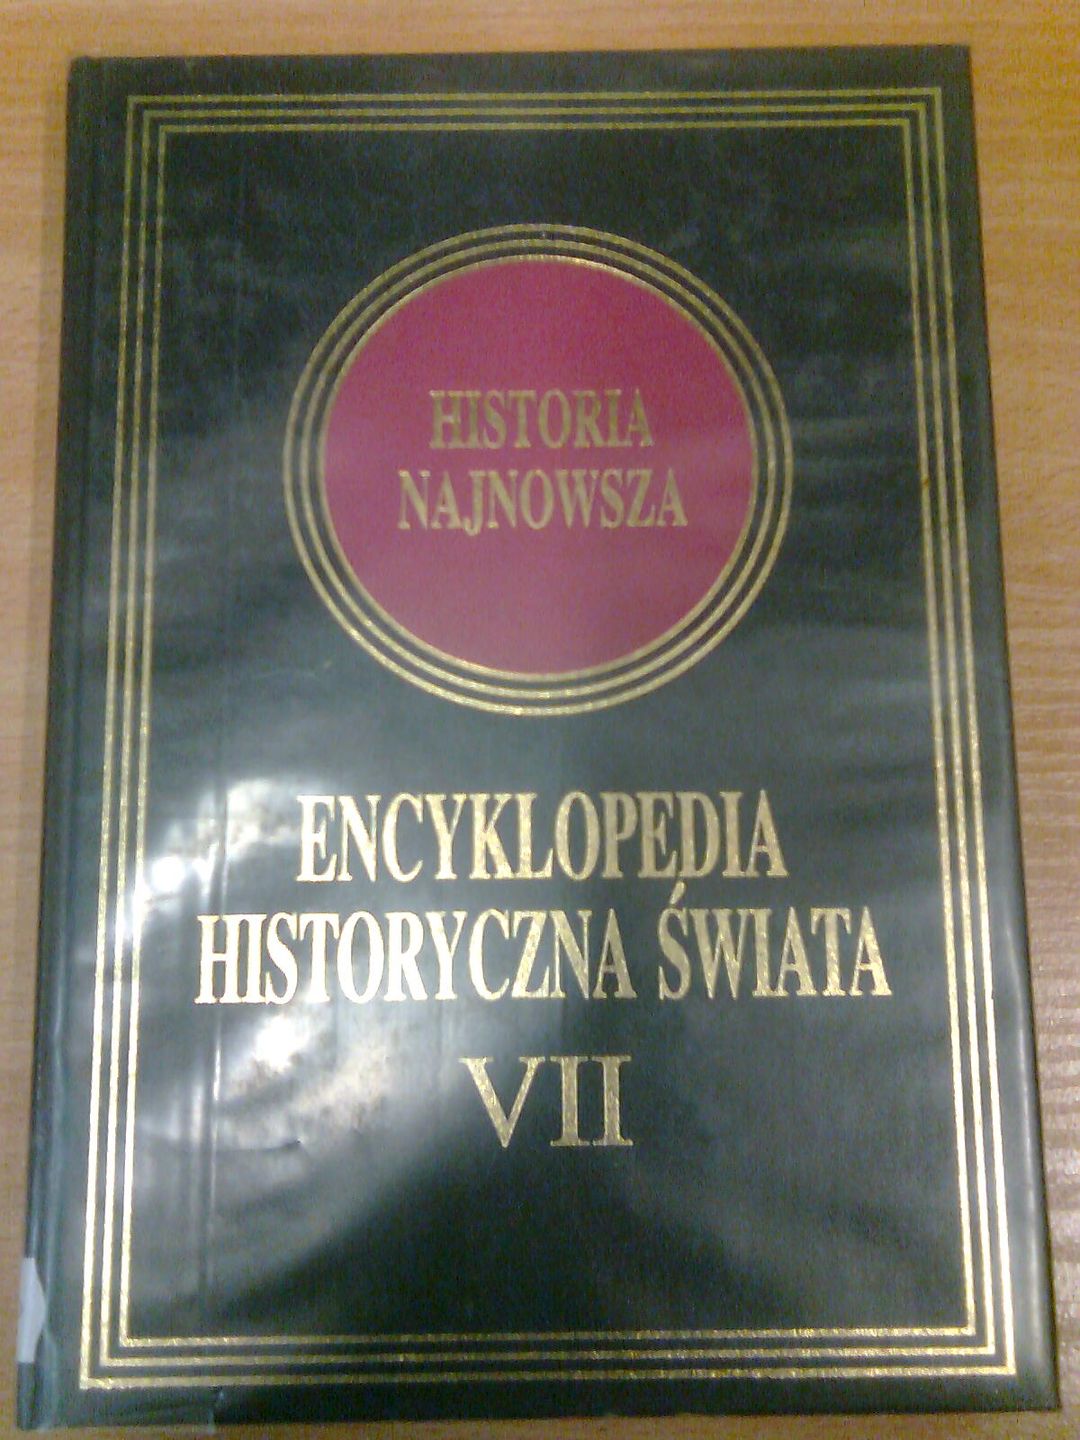 HISTORIA
NAJNOWSZA
ENCYKLOPEDIA
HISTORYCZNA ŚWIATA
VII